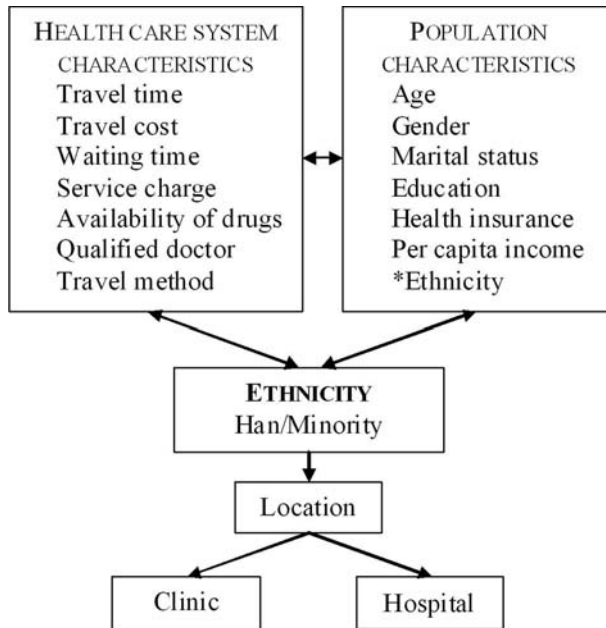 HEALTH CARE SYSTEM
CHARACTERISTICS
Travel time
Travel cost
Waiting time
Service charge
Availability of drugs
Qualified doctor
Travel method
POPULATION
CHARACTERISTICS
Age
Gender
Marital status
Education
Health insurance
Per capita income
*Ethnicity
ETHNICITY
Han/Minority
Location
Clinic
Hospital